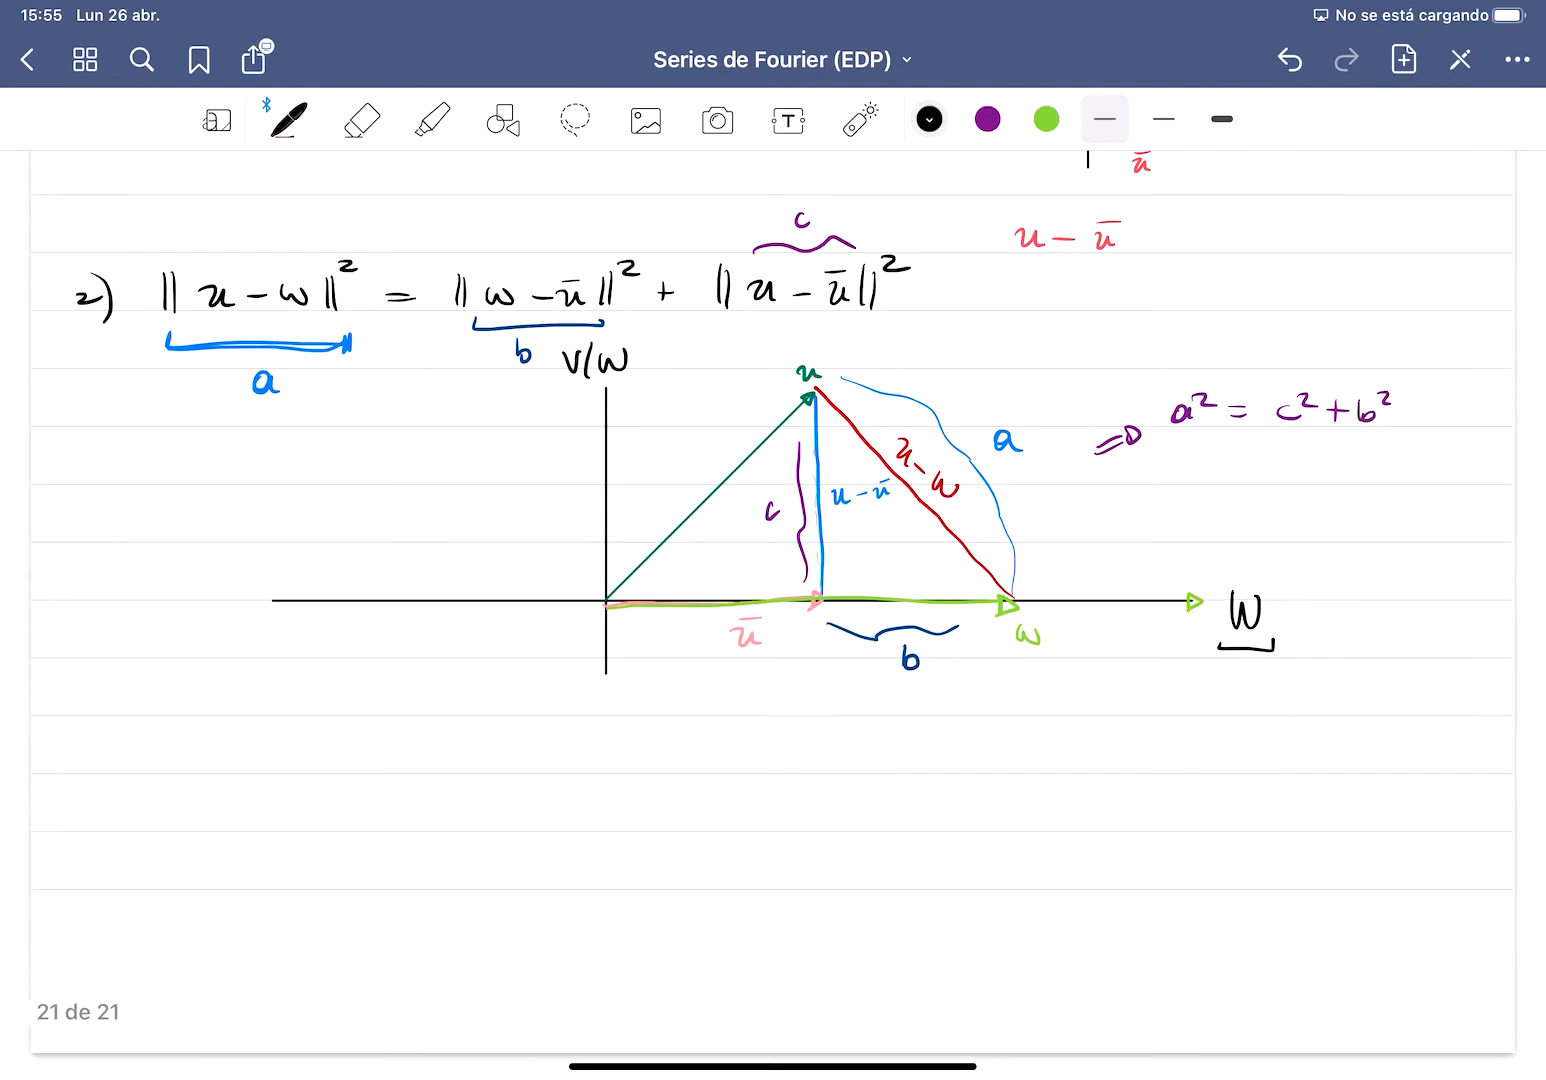 15:55 Lun 26 abr.
No se está cargando
Series de Fourier (EDP)
T
ū
c
u - ū
2) || u - w ||² = || w - ū ||² + || u - ū ||²
a
b
V/W
u
a² = c² + b²
⇒
a
u - w
u - ū
c
W
ū
w
b
21 de 21